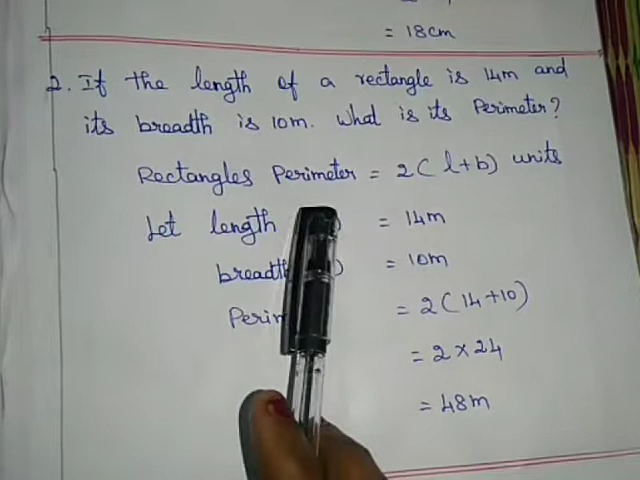 = 18cm
2. If the length of a rectangle is 14m and
its breadth is 10m. What is its Perimeter?
Rectangles Perimeter = 2( l+b) units
Let length = 14m
= 10m
= 2(14+10)
= 2×24
= 48m